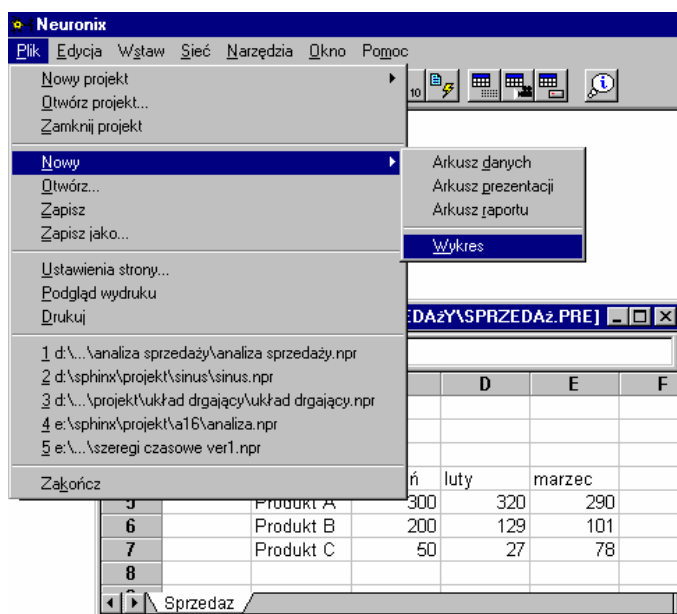 Neuronix
Plik Edycja Wstaw Sieć Narzędzia Okno Pomoc
10
Nowy projekt
Otwórz projekt...
Zamknij projekt
Nowy
Otwórz...
Zapisz
Zapisz jako...
Ustawienia strony...
Podgląd wydruku
Drukuj
1 d:\...\analiza sprzedaży\analiza sprzedaży.npr
2 d:\sphinx\projekt\sinus\sinus.npr
3 d:\...\projekt\układ drgający\układ drgający.npr
4 e:\sphinx\projekt\a16\analiza.npr
5 e:\...\szeregi czasowe ver1.npr
Zakończ
Arkusz danych
Arkusz prezentacji
Arkusz raportu
Wykres
EDAżY\SPRZEDAż.PRE]
D E F
ń luty marzec
5 Produkt A 300 320 290
6 Produkt B 200 129 101
7 Produkt C 50 27 78
8
Sprzedaz